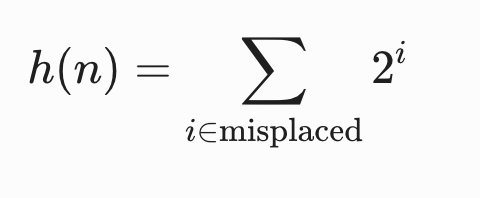 h(n) = ∑ 2^i
i∈misplaced